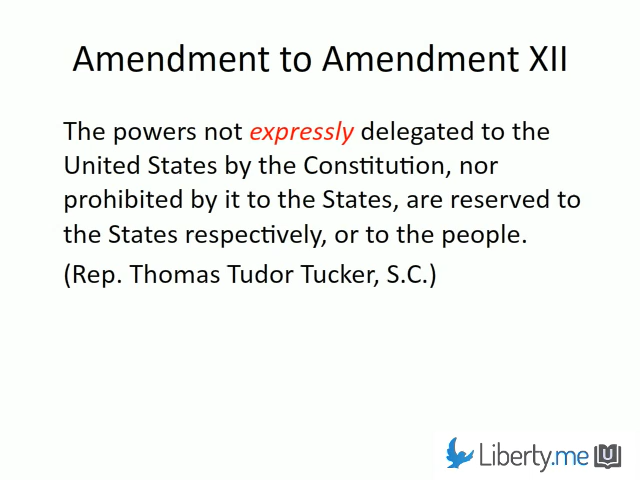 Amendment to Amendment XII
The powers not expressly delegated to the
United States by the Constitution, nor
prohibited by it to the States, are reserved to
the States respectively, or to the people.
(Rep. Thomas Tudor Tucker, S.C.)
Liberty.me U